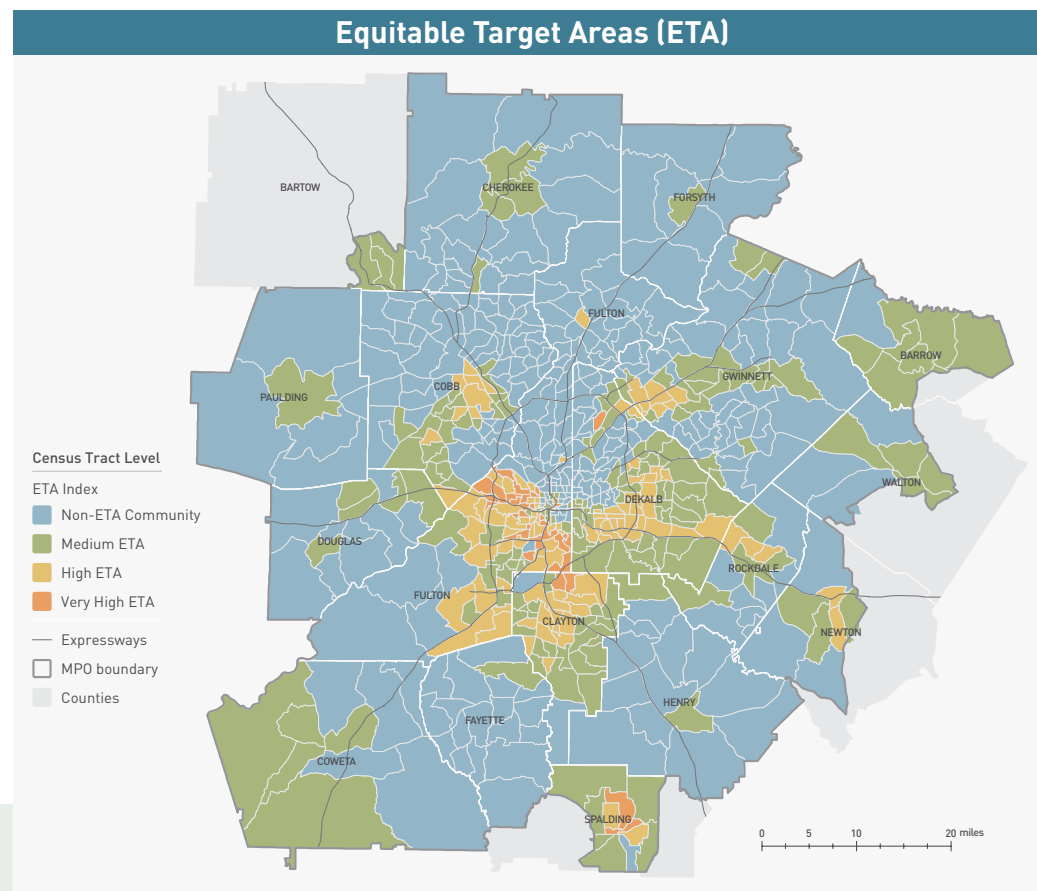 Equitable Target Areas (ETA)
BARTOW
CHEROKEE
FORSYTH
FULTON
BARROW
GWINNETT
COBB
PAULDING
WALTON
DEKALB
DOUGLAS
ROCKDALE
FULTON
CLAYTON
NEWTON
HENRY
FAYETTE
COWETA
SPALDING
Census Tract Level
ETA Index
Non-ETA Community
Medium ETA
High ETA
Very High ETA
Expressways
MPO boundary
Counties
0 5 10 20 miles